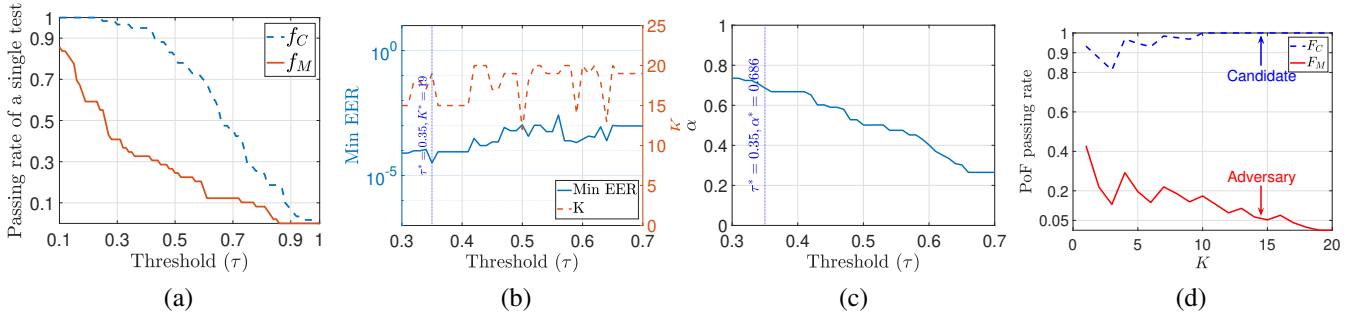 Passing rate of a single test
1
0.9
0.7
0.5
0.3
0.1
0.1
0.3
0.5
0.7
0.9
1
Threshold (τ)
f_C
f_M
(a)
Min EER
10^0
10^-5
25
20
15
10
5
0
K
0.3
0.4
0.5
0.6
0.7
Threshold (τ)
τ* = 0.35, K* = 19
Min EER
K
(b)
α
1
0.8
0.6
0.4
0.2
0
0.3
0.4
0.5
0.6
0.7
Threshold (τ)
τ* = 0.35, α* = 0.686
(c)
PoF passing rate
1
0.9
0.8
0.4
0.2
0.05
0
5
10
15
20
K
F_C
F_M
Candidate
Adversary
(d)